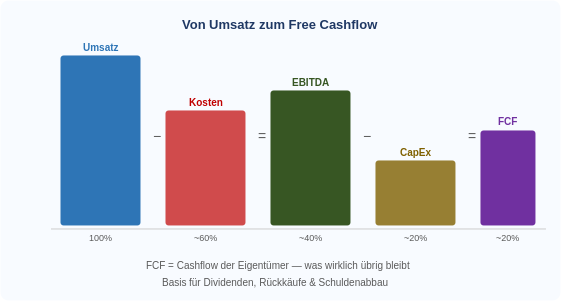 Von Umsatz zum Free Cashflow
Umsatz
Kosten
EBITDA
CapEx
FCF
–
=
–
=
100%
~60%
~40%
~20%
~20%
FCF = Cashflow der Eigentümer — was wirklich übrig bleibt
Basis für Dividenden, Rückkäufe & Schuldenabbau